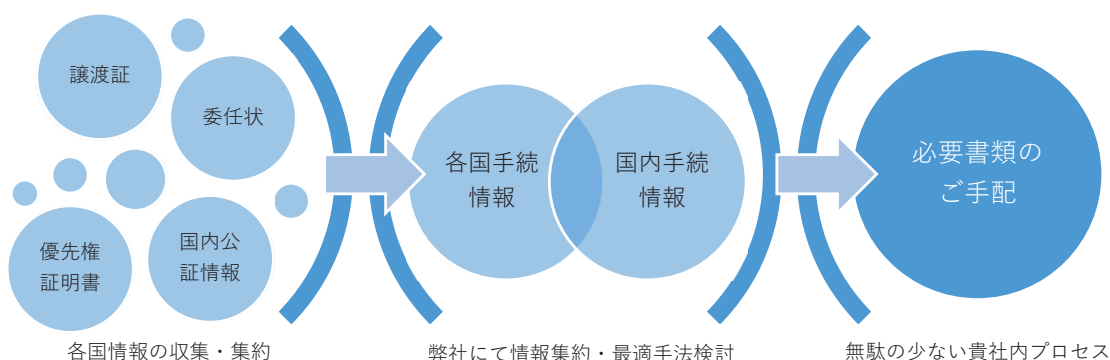 譲渡証
委任状
優先権
証明書
国内公
証情報
各国情報の収集・集約
各国手続
情報
国内手続
情報
弊社にて情報集約・最適手法検討
必要書類の
ご手配
無駄の少ない貴社内プロセス